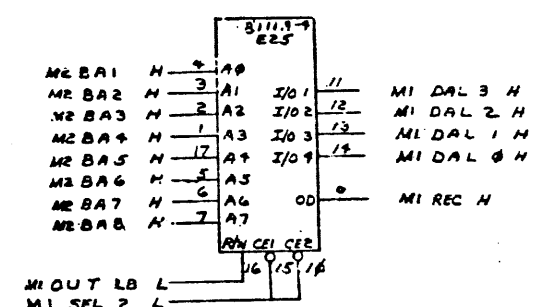 8111.9-4
E25
M2 BA1 H 4 A0
M2 BA2 H 3 A1 I/O 1 11 M1 DAL 3 H
M2 BA3 H 2 A2 I/O 2 12 M1 DAL 2 H
M2 BA4 H 1 A3 I/O 3 13 M1 DAL 1 H
M2 BA5 H 17 A4 I/O 4 14 M1 DAL 0 H
M2 BA6 H 5 A5
M2 BA7 H 6 A6 OD M1 REC H
M2 BA8 H 7 A7
R/W CE1 CE2
M1 OUT LB L 16 15 10
M1 SEL 2 L